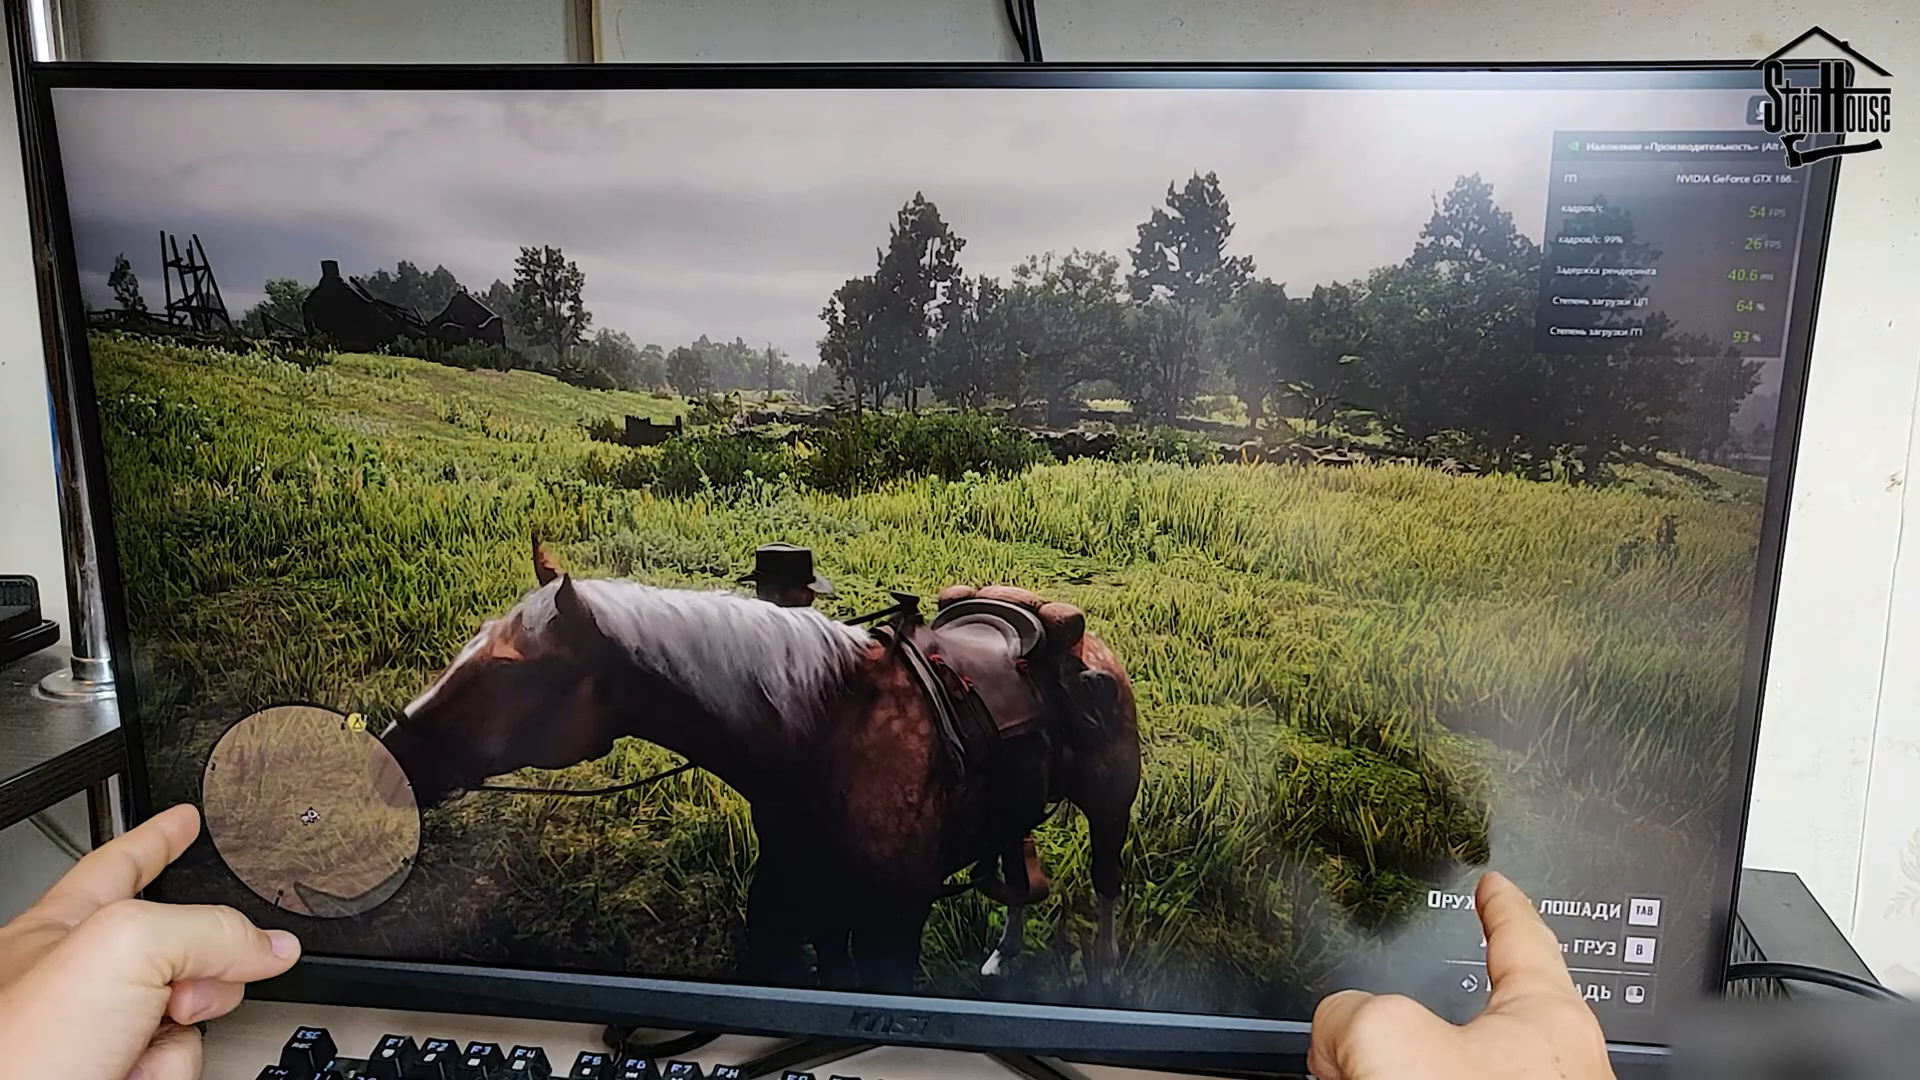 SteinHouse
Наложение «Производительность» (Alt+
ГП NVIDIA GeForce GTX 166...
кадров/с 54 FPS
кадров/с: 99% 26 FPS
Задержка рендеринга 40.6 ms
Степень загрузки ЦП 64 %
Степень загрузки ГП 93 %
ЛОШАДИ TAB
ГРУЗ B
msi
ESC
F1 F2 F3 F4 F5 F6 F7